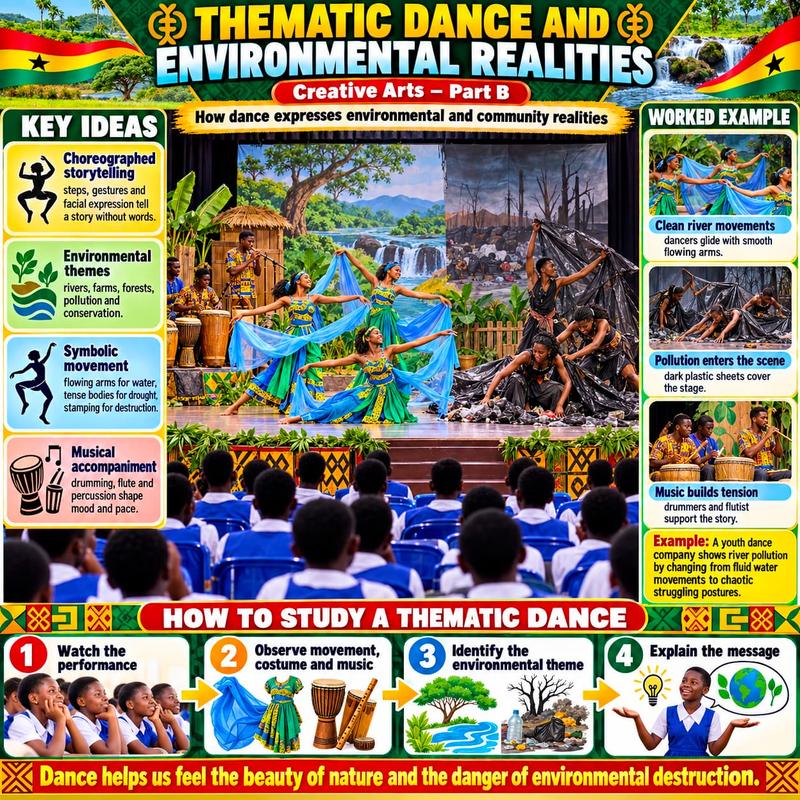 THEMATIC DANCE AND
ENVIRONMENTAL REALITIES
Creative Arts – Part B
How dance expresses environmental and community realities
KEY IDEAS
Choreographed
storytelling
steps, gestures and
facial expression tell
a story without words.
Environmental
themes
rivers, farms, forests,
pollution and
conservation.
Symbolic
movement
flowing arms for water,
tense bodies for drought,
stamping for destruction.
Musical
accompaniment
drumming, flute and
percussion shape
mood and pace.
WORKED EXAMPLE
Clean river movements
dancers glide with smooth
flowing arms.
Pollution enters the scene
dark plastic sheets cover
the stage.
Music builds tension
drummers and flutist
support the story.
Example: A youth dance
company shows river pollution
by changing from fluid water
movements to chaotic
struggling postures.
HOW TO STUDY A THEMATIC DANCE
1 Watch the
performance
2 Observe movement,
costume and music
3 Identify the
environmental theme
4 Explain the message
Dance helps us feel the beauty of nature and the danger of environmental destruction.